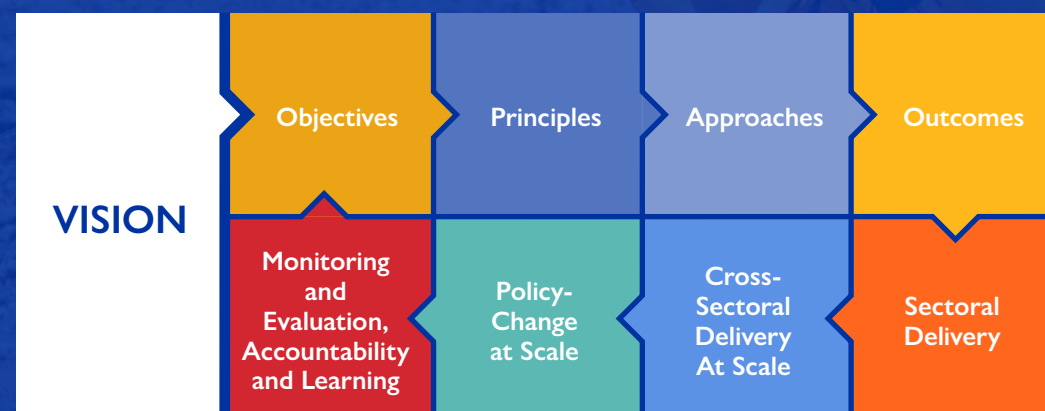 VISION
Objectives
Principles
Approaches
Outcomes
Monitoring
and
Evaluation,
Accountability
and Learning
Policy-
Change
at Scale
Cross-
Sectoral
Delivery
At Scale
Sectoral
Delivery